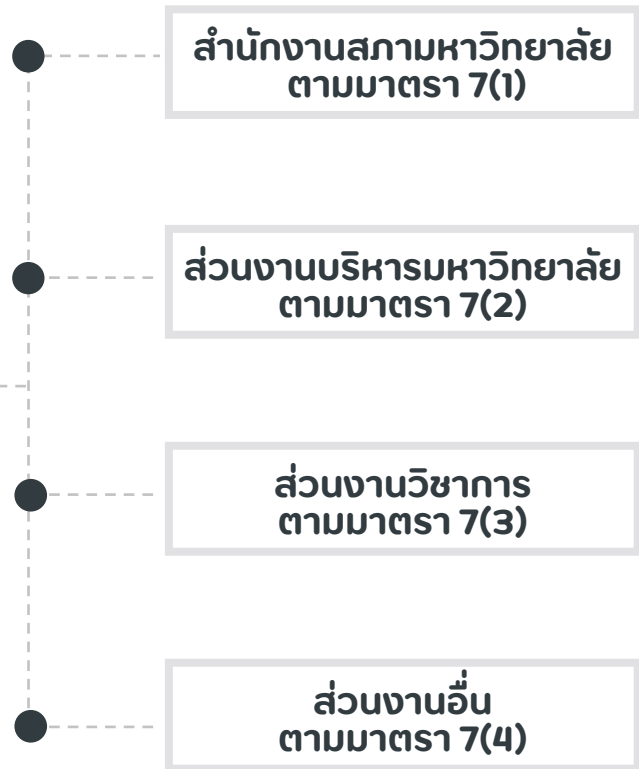 สำนักงานสภามหาวิทยาลัย
ตามมาตรา 7(1)
ส่วนงานบริหารมหาวิทยาลัย
ตามมาตรา 7(2)
ส่วนงานวิชาการ
ตามมาตรา 7(3)
ส่วนงานอื่น
ตามมาตรา 7(4)